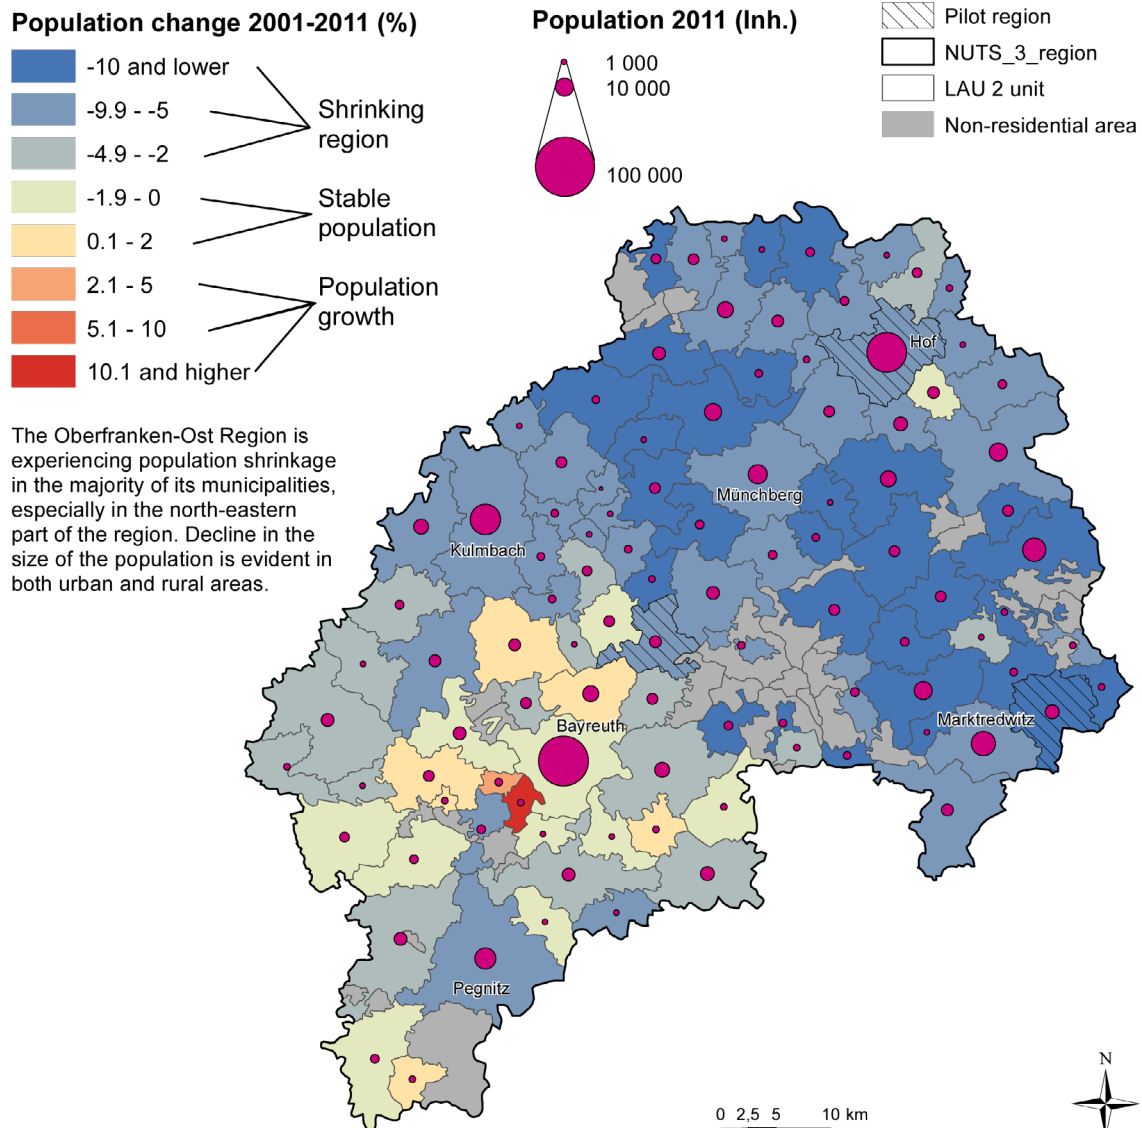 Population change 2001-2011 (%)
-10 and lower
-9.9 - -5
-4.9 - -2
-1.9 - 0
0.1 - 2
2.1 - 5
5.1 - 10
10.1 and higher
Shrinking
region
Stable
population
Population
growth
Population 2011 (Inh.)
1 000
10 000
100 000
Pilot region
NUTS_3_region
LAU 2 unit
Non-residential area
The Oberfranken-Ost Region is
experiencing population shrinkage
in the majority of its municipalities,
especially in the north-eastern
part of the region. Decline in the
size of the population is evident in
both urban and rural areas.
Hof
Münchberg
Kulmbach
Bayreuth
Marktredwitz
Pegnitz
N
0 2,5 5 10 km